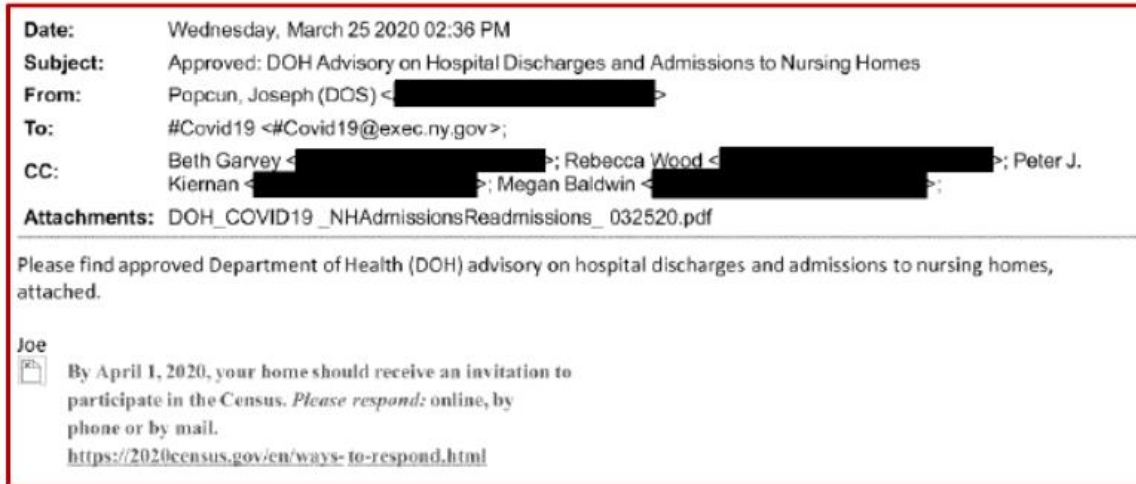 Date: Wednesday, March 25 2020 02:36 PM
Subject: Approved: DOH Advisory on Hospital Discharges and Admissions to Nursing Homes
From: Popcun, Joseph (DOS) < >
To: #Covid19 <#Covid19@exec.ny.gov>;
CC: Beth Garvey < >; Rebecca Wood < >; Peter J.
Kiernan < >; Megan Baldwin < >;
Attachments: DOH_COVID19 _NHAdmissionsReadmissions_ 032520.pdf
Please find approved Department of Health (DOH) advisory on hospital discharges and admissions to nursing homes,
attached.
Joe
By April 1, 2020, your home should receive an invitation to
participate in the Census. Please respond: online, by
phone or by mail.
https://2020census.gov/en/ways- to-respond.html